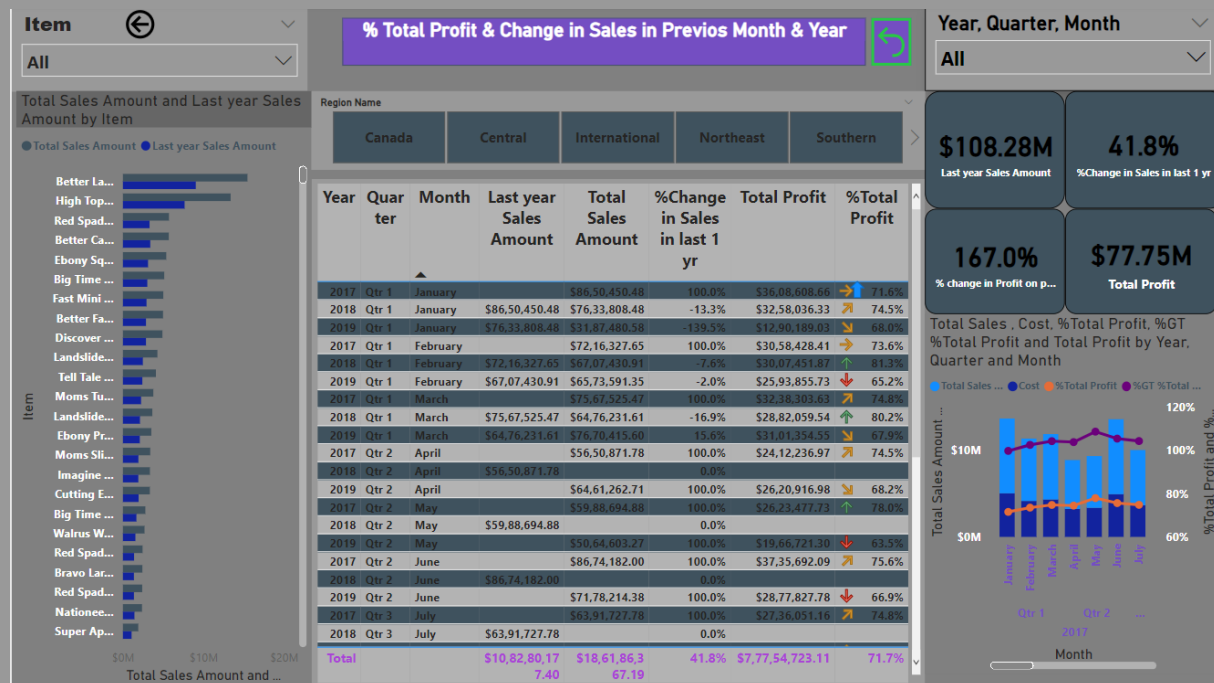 Item
All
Total Sales Amount and Last year Sales
Amount by Item
Total Sales Amount Last year Sales Amount
Item
Better La...
High Top...
Red Spad...
Better Ca...
Ebony Sq...
Big Time ...
Fast Mini ...
Better Fa...
Discover ...
Landslide...
Tell Tale ...
Moms Tu...
Landslide...
Ebony Pr...
Moms Sli...
Imagine ...
Cutting E...
Big Time ...
Walrus W...
Red Spad...
Bravo Lar...
Red Spad...
Nationee...
Super Ap...
$0M $10M $20M
Total Sales Amount and ...
% Total Profit & Change in Sales in Previos Month & Year
Region Name
Canada Central International Northeast Southern
Year Quar Month Last year Total %Change Total Profit %Total
ter Sales Sales in Sales Profit
Amount Amount in last 1
yr
2017 Qtr 1 January $86,50,450.48 100.0% $36,08,608.66 71.6%
2018 Qtr 1 January $86,50,450.48 $76,33,808.48 -13.3% $32,58,036.33 74.5%
2019 Qtr 1 January $76,33,808.48 $31,87,480.58 -139.5% $12,90,189.03 68.0%
2017 Qtr 1 February $72,16,327.65 100.0% $30,58,428.41 73.6%
2018 Qtr 1 February $72,16,327.65 $67,07,430.91 -7.6% $30,07,451.87 81.3%
2019 Qtr 1 February $67,07,430.91 $65,73,591.35 -2.0% $25,93,855.73 65.2%
2017 Qtr 1 March $75,67,525.47 100.0% $32,38,303.63 74.8%
2018 Qtr 1 March $75,67,525.47 $64,76,231.61 -16.9% $28,82,059.54 80.2%
2019 Qtr 1 March $64,76,231.61 $76,70,415.60 15.6% $31,01,354.55 67.9%
2017 Qtr 2 April $56,50,871.78 100.0% $24,12,236.97 74.5%
2018 Qtr 2 April $56,50,871.78 0.0%
2019 Qtr 2 April $64,61,262.71 100.0% $26,20,916.98 68.2%
2017 Qtr 2 May $59,88,694.88 100.0% $26,23,477.73 78.0%
2018 Qtr 2 May $59,88,694.88 0.0%
2019 Qtr 2 May $50,64,603.27 100.0% $19,66,721.30 63.5%
2017 Qtr 2 June $86,74,182.00 100.0% $37,35,692.09 75.6%
2018 Qtr 2 June $86,74,182.00 0.0%
2019 Qtr 2 June $71,78,214.38 100.0% $28,77,827.78 66.9%
2017 Qtr 3 July $63,91,727.78 100.0% $27,36,051.16 74.8%
2018 Qtr 3 July $63,91,727.78 0.0%
Total $10,82,80,17 $18,61,86,3 41.8% $7,77,54,723.11 71.7%
7.40 67.19
Year, Quarter, Month
All
$108.28M
Last year Sales Amount
41.8%
%Change in Sales in last 1 yr
167.0%
% change in Profit on p...
$77.75M
Total Profit
Total Sales , Cost, %Total Profit, %GT
%Total Profit and Total Profit by Year,
Quarter and Month
Total Sales ... Cost %Total Profit %GT %Total ...
Total Sales Amount ...
$10M
$0M
120%
100%
80%
60%
%Total Profit and %...
January February March April May June July
Qtr 1 Qtr 2 ...
2017
Month